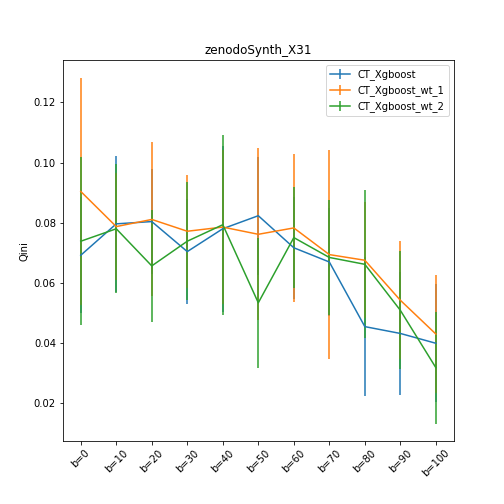 zenodoSynth_X31
CT_Xgboost
CT_Xgboost_wt_1
CT_Xgboost_wt_2
Qini
0.12
0.10
0.08
0.06
0.04
0.02
b=0
b=10
b=20
b=30
b=40
b=50
b=60
b=70
b=80
b=90
b=100